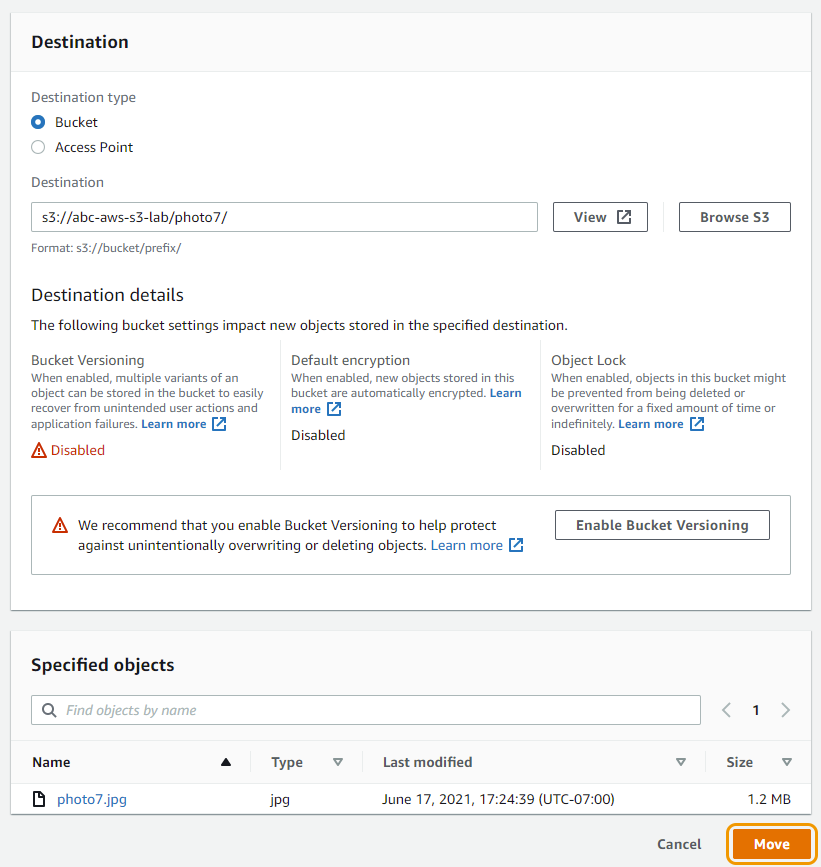 Destination
Destination type
Bucket
Access Point
Destination
s3://abc-aws-s3-lab/photo7/
View
Browse S3
Format: s3://bucket/prefix/
Destination details
The following bucket settings impact new objects stored in the specified destination.
Bucket Versioning
When enabled, multiple variants of an
object can be stored in the bucket to easily
recover from unintended user actions and
application failures. Learn more
Disabled
Default encryption
When enabled, new objects stored in this
bucket are automatically encrypted. Learn
more
Disabled
Object Lock
When enabled, objects in this bucket might
be prevented from being deleted or
overwritten for a fixed amount of time or
indefinitely. Learn more
Disabled
We recommend that you enable Bucket Versioning to help protect
against unintentionally overwriting or deleting objects. Learn more
Enable Bucket Versioning
Specified objects
Find objects by name
1
Name Type Last modified Size
photo7.jpg jpg June 17, 2021, 17:24:39 (UTC-07:00) 1.2 MB
Cancel
Move